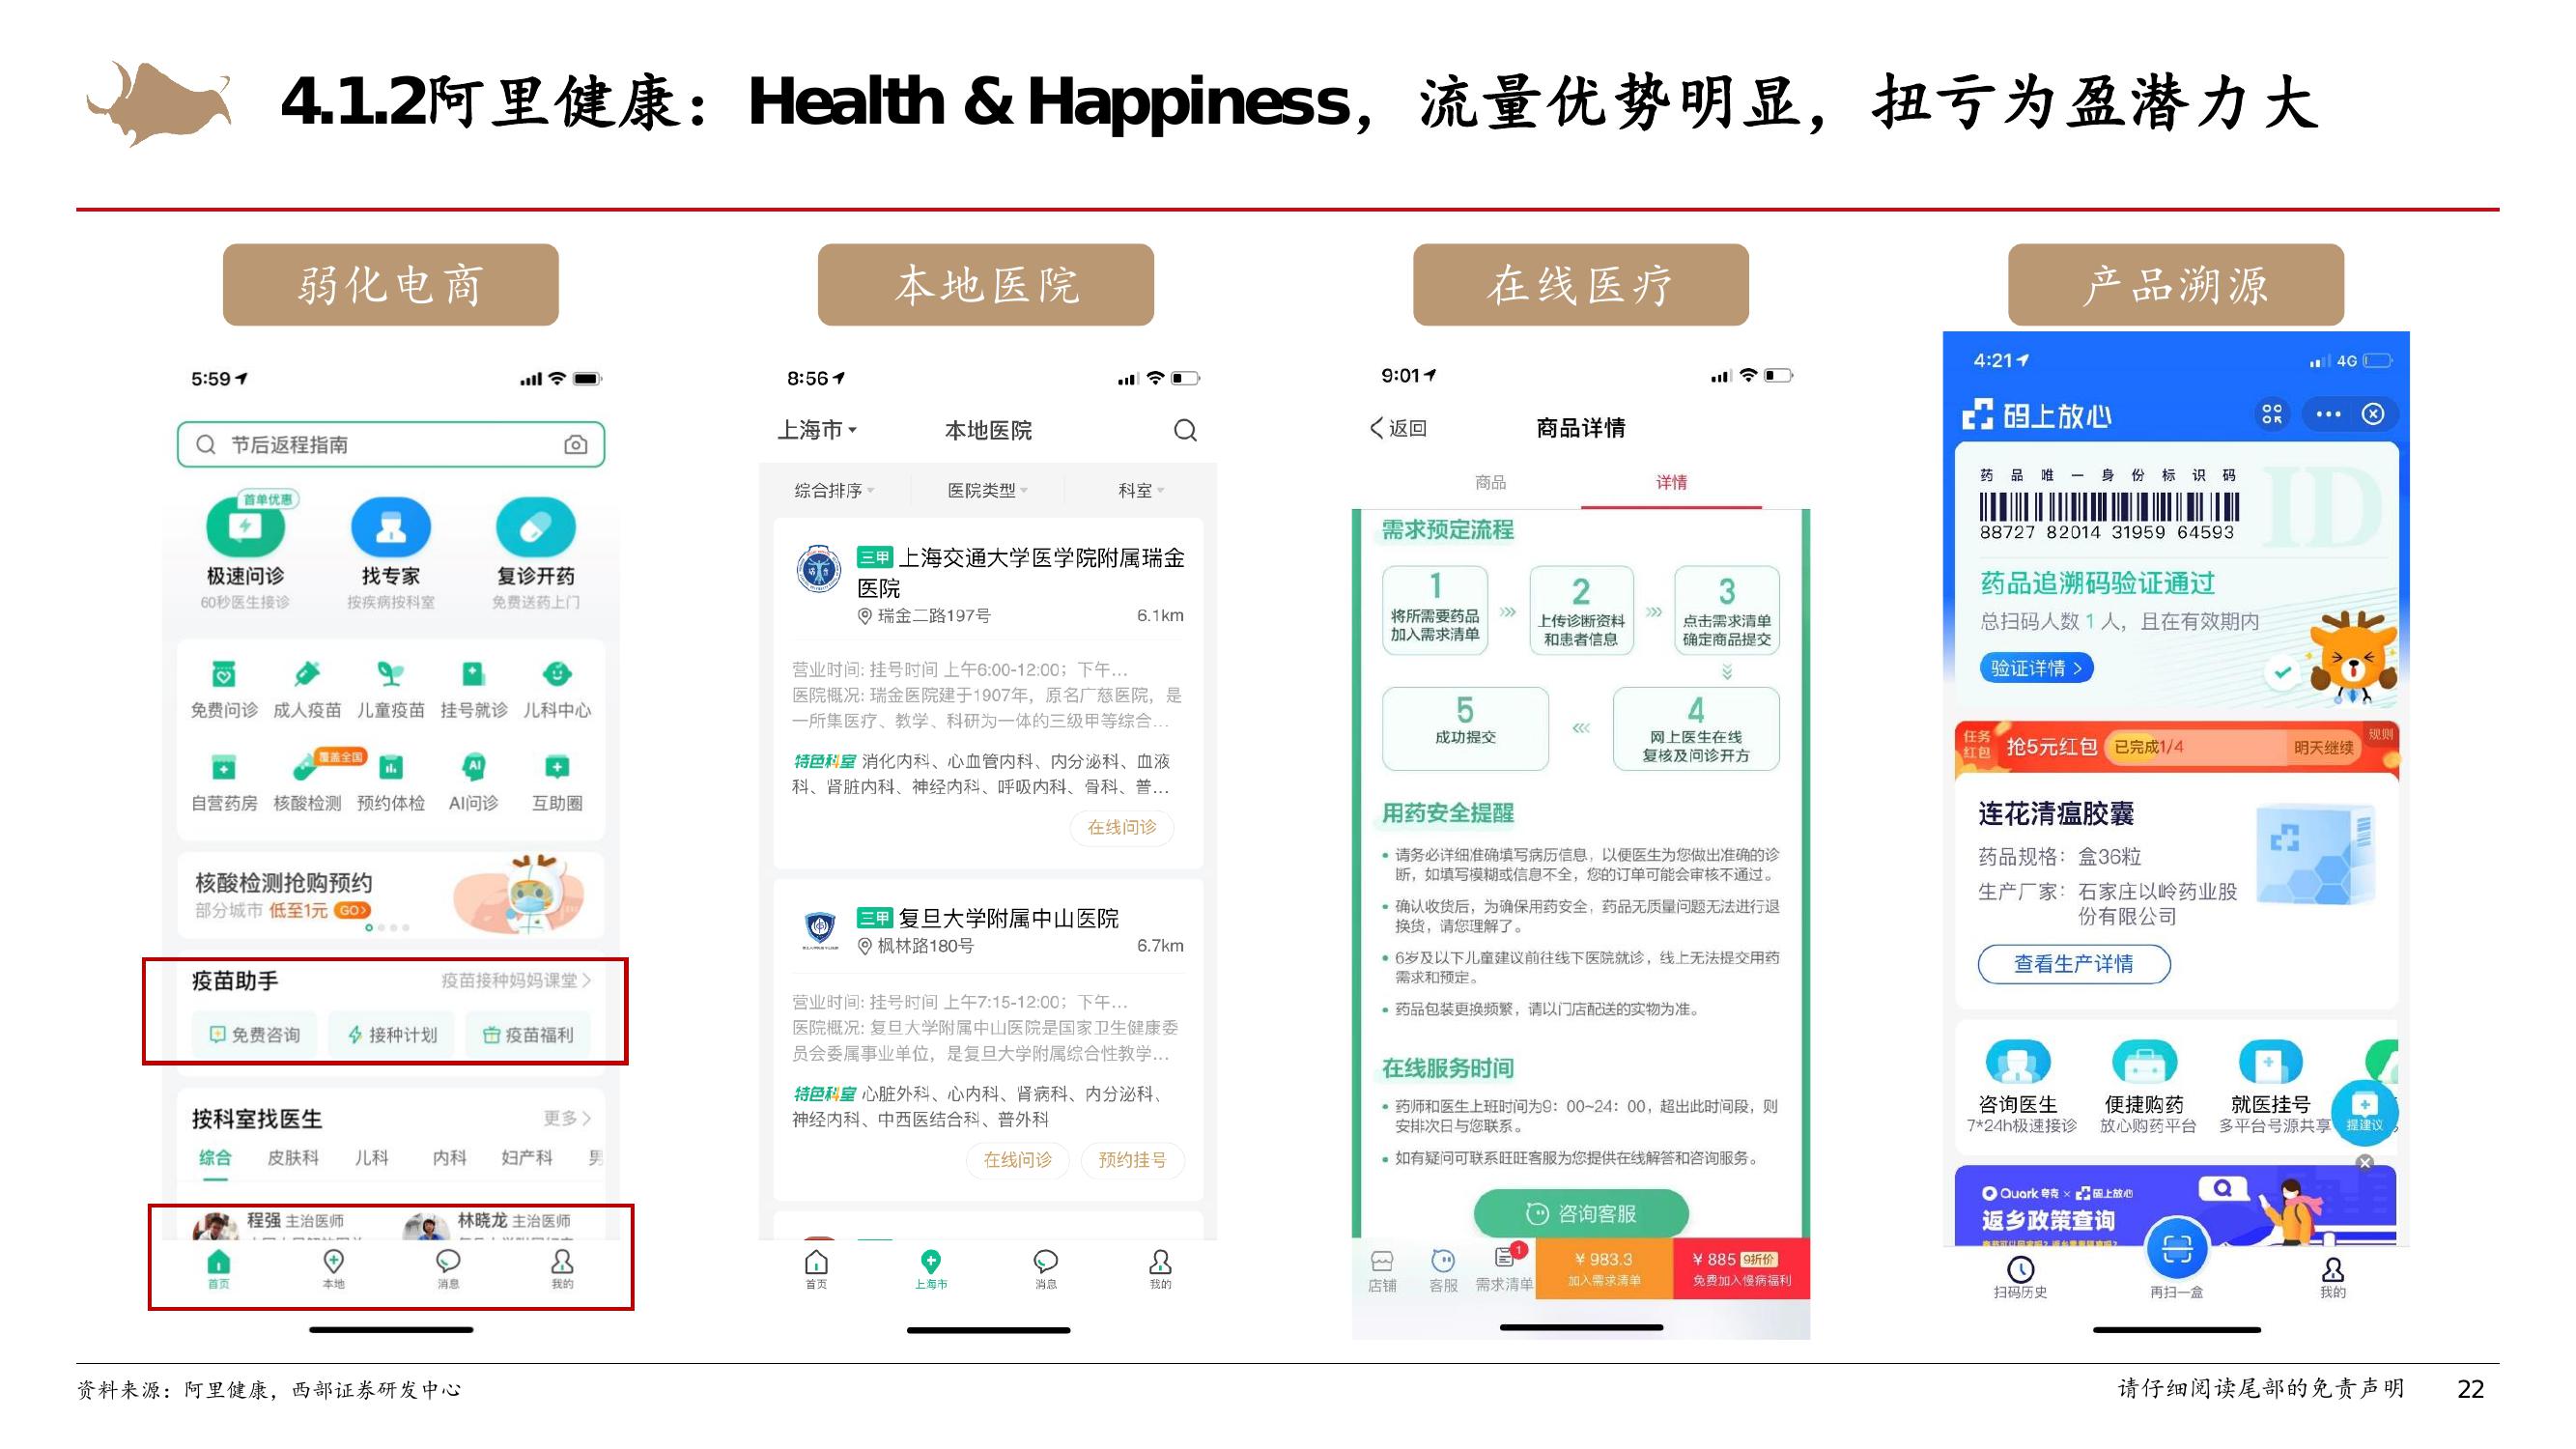 4.1.2阿里健康：Health & Happiness，流量优势明显，扭亏为盈潜力大
弱化电商
本地医院
在线医疗
产品溯源
5:59
节后返程指南
首单优惠
极速问诊 找专家 复诊开药
60秒医生接诊 按疾病按科室 免费送药上门
免费问诊 成人疫苗 儿童疫苗 挂号就诊 儿科中心
覆盖全国
AI
自营药房 核酸检测 预约体检 AI问诊 互助圈
核酸检测抢购预约
部分城市 低至1元 GO>
疫苗助手 疫苗接种妈妈课堂 >
免费咨询 接种计划 疫苗福利
按科室找医生 更多 >
综合 皮肤科 儿科 内科 妇产科 男
程强 主治医师 林晓龙 主治医师
首页 本地 消息 我的
8:56
上海市 本地医院
综合排序 医院类型 科室
三甲 上海交通大学医学院附属瑞金
医院
瑞金二路197号 6.1km
营业时间: 挂号时间 上午6:00-12:00；下午...
医院概况: 瑞金医院建于1907年，原名广慈医院，是
一所集医疗、教学、科研为一体的三级甲等综合...
特色科室 消化内科、心血管内科、内分泌科、血液
科、肾脏内科、神经内科、呼吸内科、骨科、普...
在线问诊
三甲 复旦大学附属中山医院
枫林路180号 6.7km
营业时间: 挂号时间 上午7:15-12:00；下午...
医院概况: 复旦大学附属中山医院是国家卫生健康委
员会委属事业单位，是复旦大学附属综合性教学...
特色科室 心脏外科、心内科、肾病科、内分泌科、
神经内科、中西医结合科、普外科
在线问诊 预约挂号
首页 上海市 消息 我的
9:01
<返回 商品详情
商品 详情
需求预定流程
1
将所需要药品
加入需求清单
2
上传诊断资料
和患者信息
3
点击需求清单
确定商品提交
5
成功提交
4
网上医生在线
复核及问诊开方
用药安全提醒
• 请务必详细准确填写病历信息，以便医生为您做出准确的诊
断，如填写模糊或信息不全，您的订单可能会审核不通过。
• 确认收货后，为确保用药安全，药品无质量问题无法进行退
换货，请您理解了。
• 6岁及以下儿童建议前往线下医院就诊，线上无法提交用药
需求和预定。
• 药品包装更换频繁，请以门店配送的实物为准。
在线服务时间
• 药师和医生上班时间为9：00~24：00，超出此时间段，则
安排次日与您联系。
• 如有疑问可联系旺旺客服为您提供在线解答和咨询服务。
咨询客服
1
店铺 客服 需求清单
¥ 983.3
加入需求清单
¥ 885 9折价
免费加入慢病福利
4:21 4G
码上放心
药品唯一身份标识码
ID
88727 82014 31959 64593
药品追溯码验证通过
总扫码人数 1 人，且在有效期内
验证详情 >
任务
红包 抢5元红包 已完成1/4 明天继续 规则
连花清瘟胶囊
药品规格：盒36粒
生产厂家：石家庄以岭药业股
份有限公司
查看生产详情
咨询医生 便捷购药 就医挂号
7*24h极速接诊 放心购药平台 多平台号源共享
提建议
Quark 夸克 × 码上放心
返乡政策查询
扫码历史 再扫一盒 我的
资料来源：阿里健康，西部证券研发中心
请仔细阅读尾部的免责声明 22